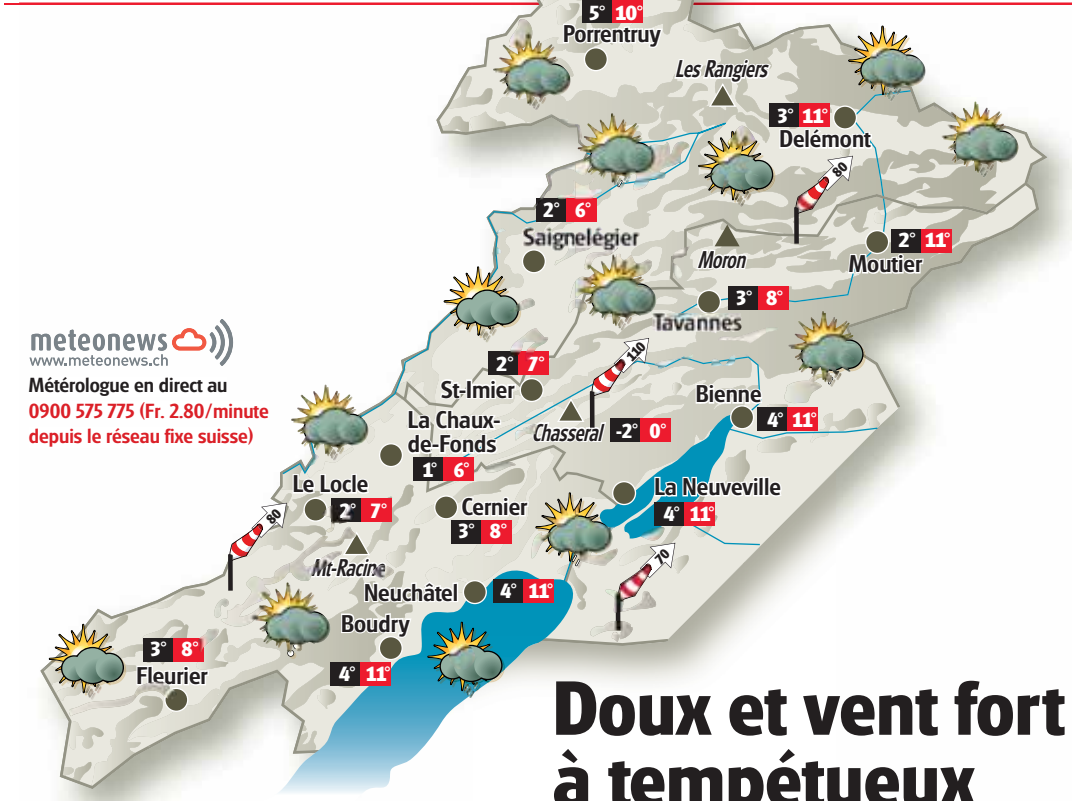 5° 10°
Porrentruy
Les Rangiers
3° 11°
Delémont
80
2° 6°
Saignelégier
Moron
2° 11°
Moutier
3° 8°
Tavannes
meteonews
www.meteonews.ch
Météorologue en direct au
0900 575 775 (Fr. 2.80/minute
depuis le réseau fixe suisse)
110
2° 7°
St-Imier
Bienne
4° 11°
Chasseral -2° 0°
La Chaux-
de-Fonds
1° 6°
Le Locle
2° 7°
Cernier
3° 8°
La Neuveville
4° 11°
80
Mt-Racine
70
Neuchâtel 4° 11°
Boudry
4° 11°
3° 8°
Fleurier
Doux et vent fort
à tempétueux